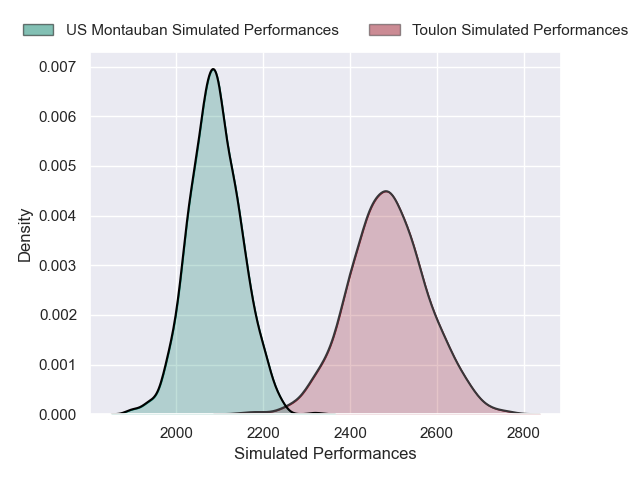 US Montauban Simulated Performances Toulon Simulated Performances
0.007
0.006
0.005
0.004
0.003
0.002
0.001
0.000
Density
2000 2200 2400 2600 2800
Simulated Performances